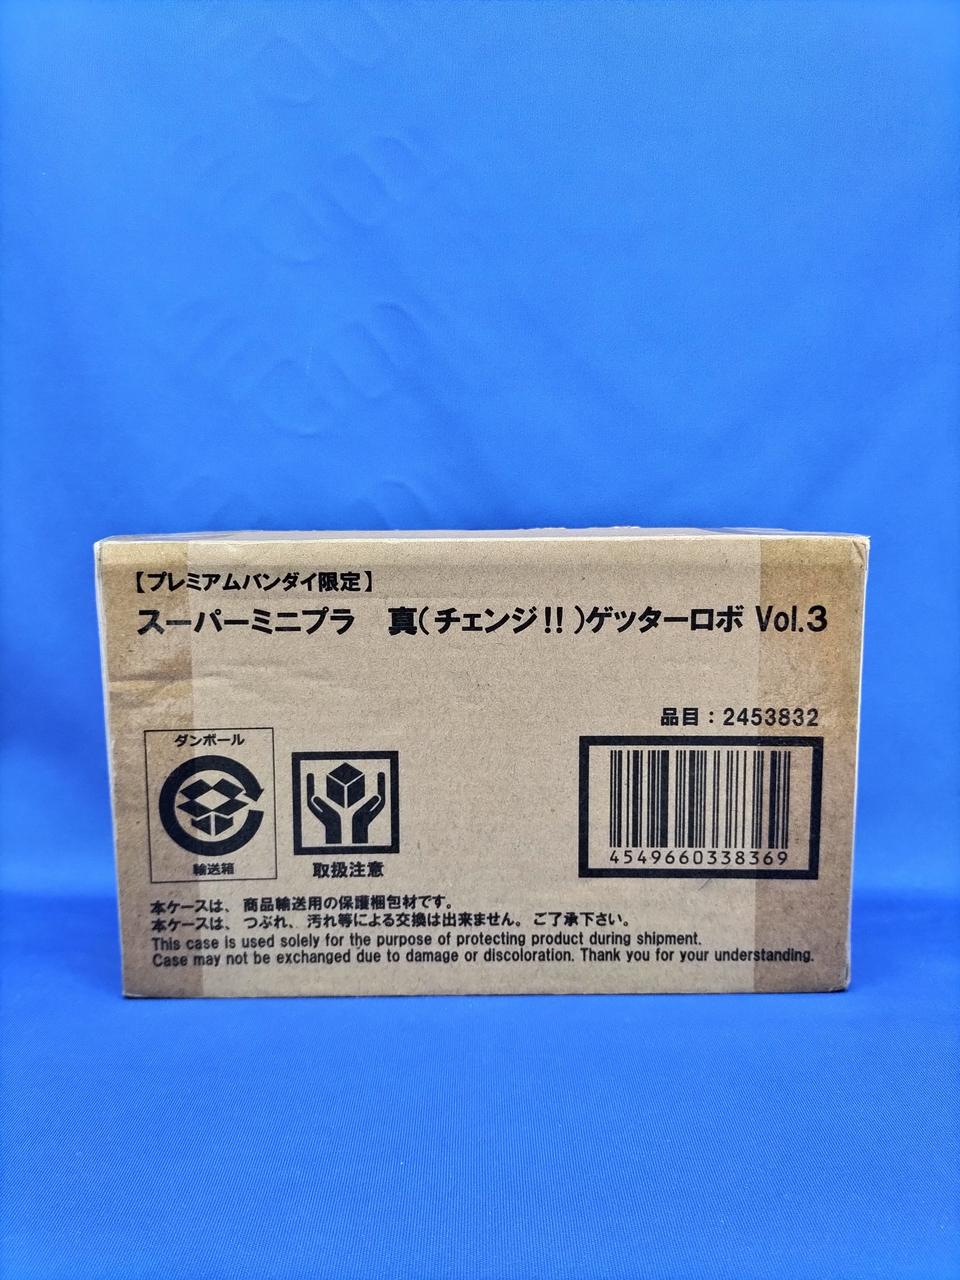 【プレミアムバンダイ限定】
スーパーミニプラ　真(チェンジ!!)ゲッターロボ Vol.3
品目：2453832
ダンボール
輸送箱
取扱注意
4549660338369
本ケースは、商品輸送用の保護梱包材です。
本ケースは、つぶれ、汚れ等による交換は出来ません。ご了承下さい。
This case is used solely for the purpose of protecting product during shipment.
Case may not be exchanged due to damage or discoloration. Thank you for your understanding.